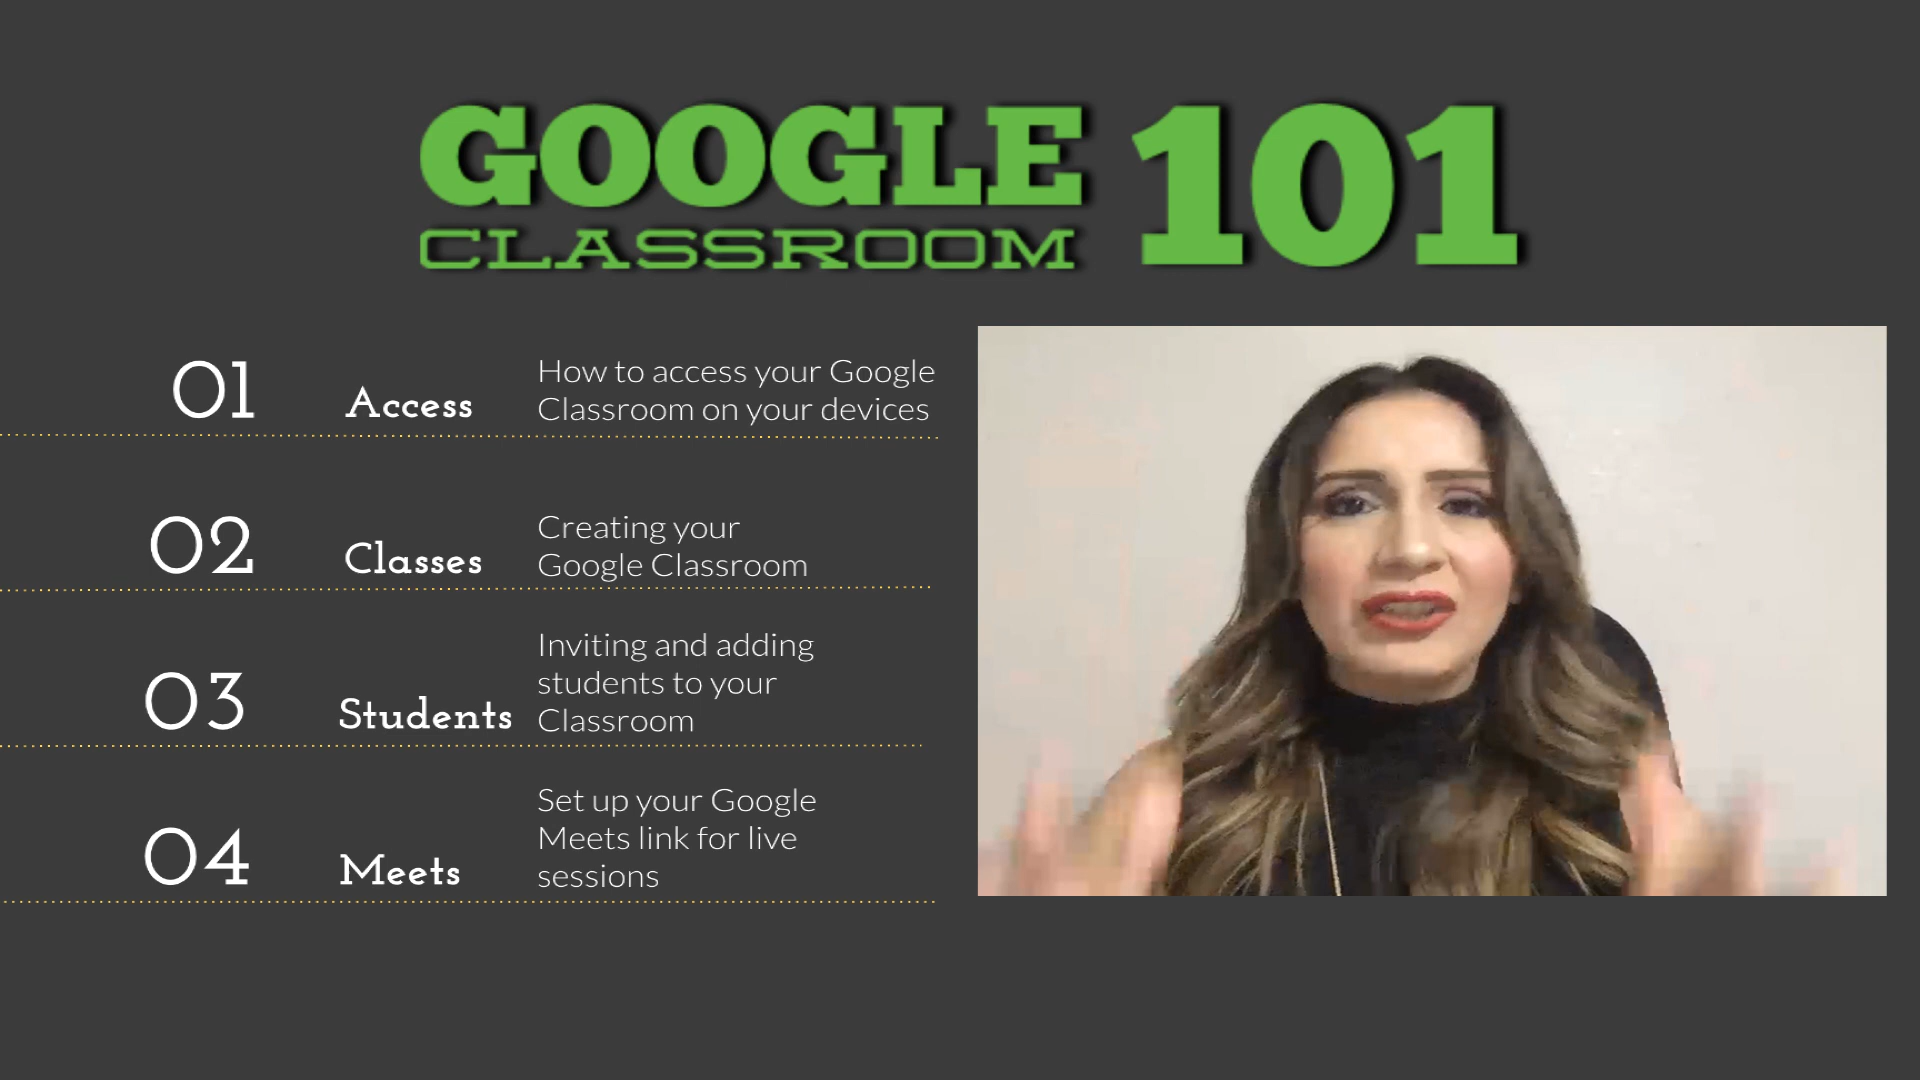 GOOGLE 101
CLASSROOM
01 Access How to access your Google
Classroom on your devices
02 Classes Creating your
Google Classroom
03 Students Inviting and adding
students to your
Classroom
04 Meets Set up your Google
Meets link for live
sessions